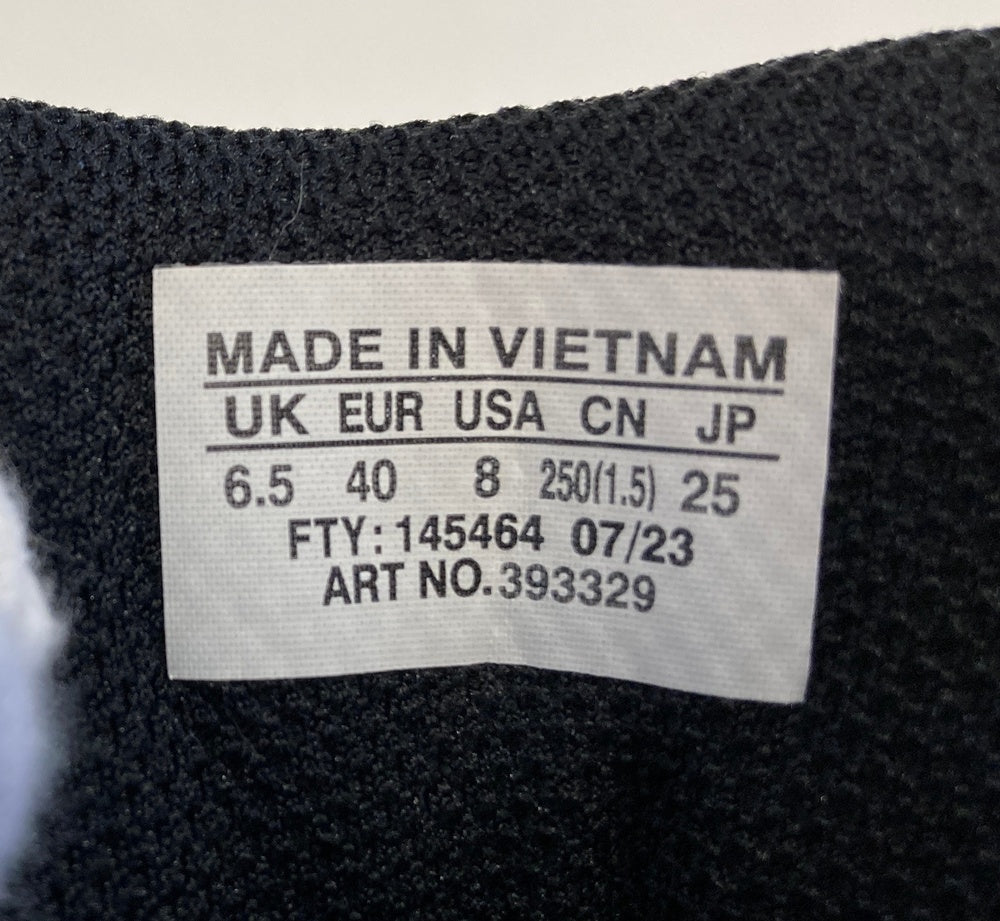 MADE IN VIETNAM
UK EUR USA CN JP
6.5 40 8 250(1.5) 25
FTY: 145464 07/23
ART NO. 393329